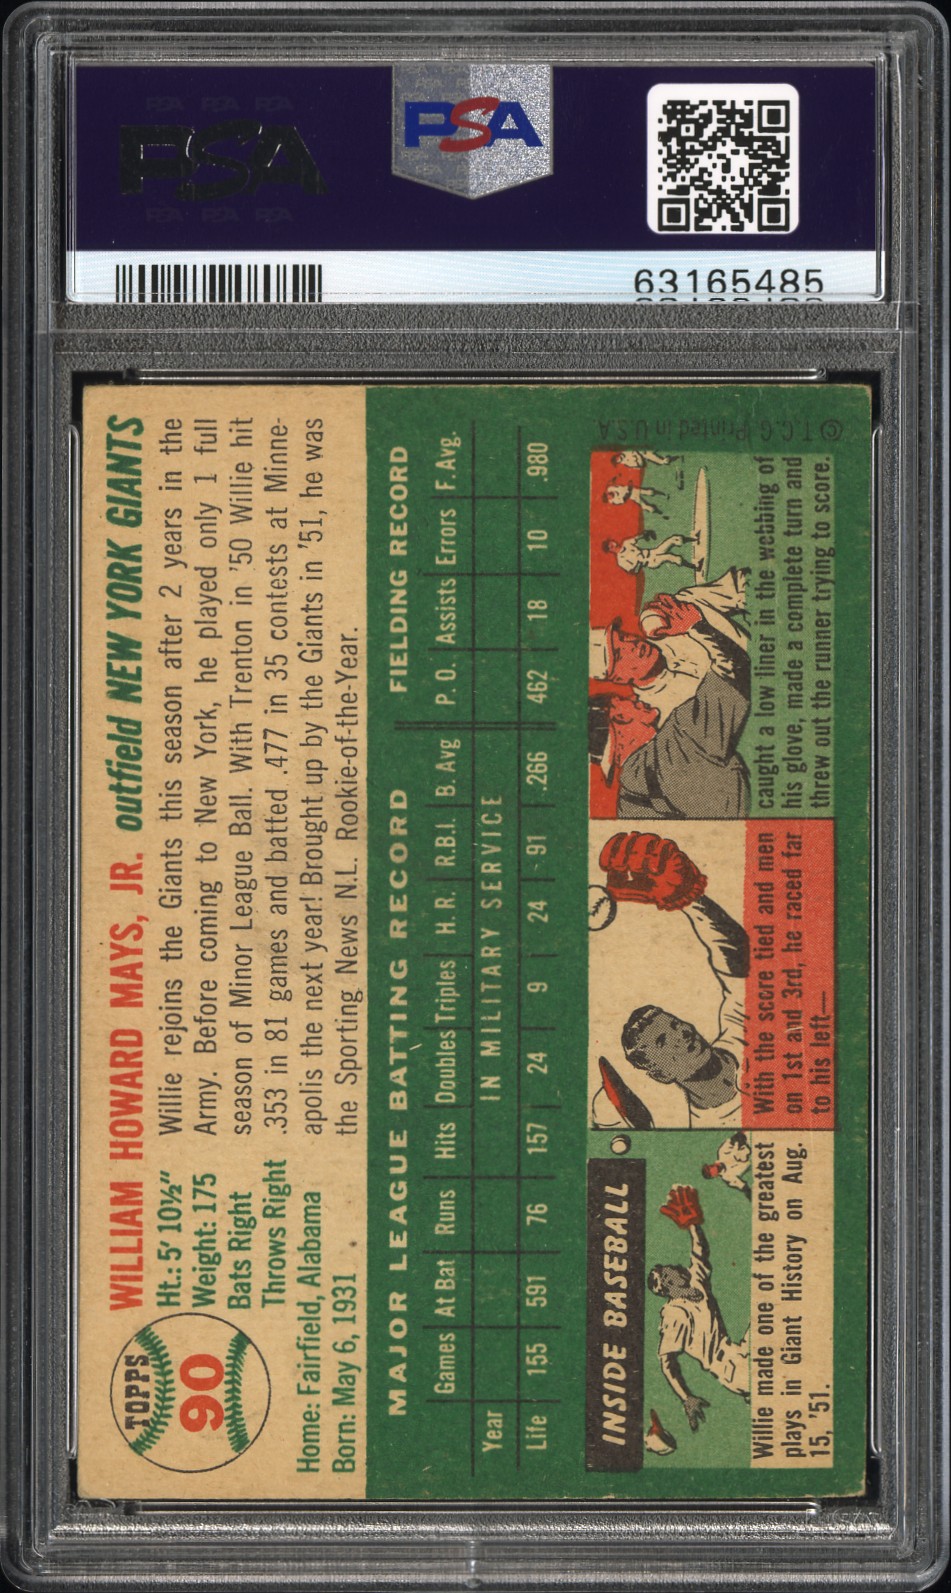 PSA
PSA
63165485
TOPPS
90
WILLIAM HOWARD MAYS, JR. outfield NEW YORK GIANTS
Ht.: 5' 10½"
Weight: 175
Bats Right
Throws Right
Home: Fairfield, Alabama
Born: May 6, 1931
Willie rejoins the Giants this season after 2 years in the
Army. Before coming to New York, he played only 1 full
season of Minor League Ball. With Trenton in '50 Willie hit
.353 in 81 games and batted .477 in 35 contests at Minne-
apolis the next year! Brought up by the Giants in '51, he was
the Sporting News N.L. Rookie-of-the-Year.
MAJOR LEAGUE BATTING RECORD FIELDING RECORD
Games At Bat Runs Hits Doubles Triples H.R. R.B.I. B. Avg P.O. Assists Errors F. Avg.
Year IN MILITARY SERVICE
Life 155 591 76 157 24 9 24 91 .266 462 18 10 .980
INSIDE BASEBALL
Willie made one of the greatest
plays in Giant History on Aug.
15, '51.
With the score tied and men
on 1st and 3rd, he raced far
to his left—
caught a low liner in the webbing of
his glove, made a complete turn and
threw out the runner trying to score.
© T.C.G. Printed in U.S.A.